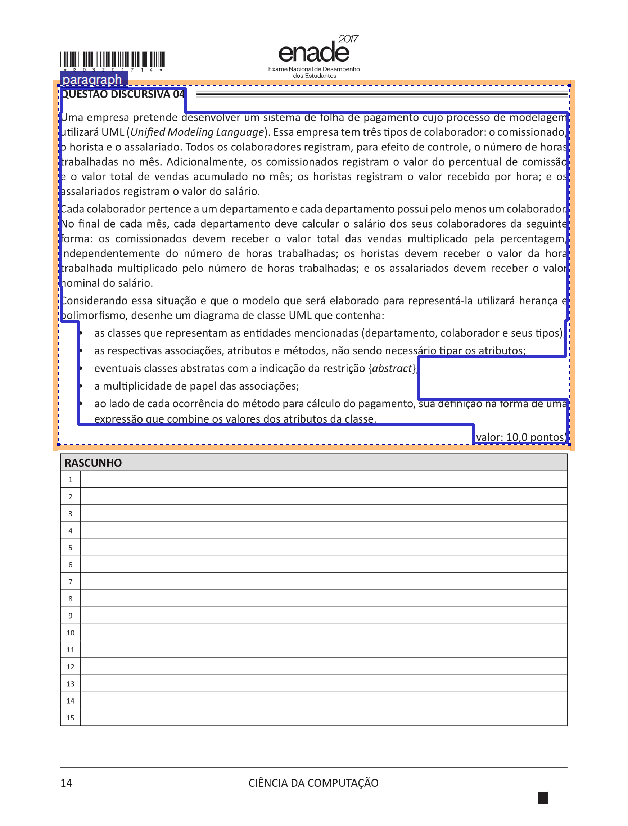 2017
enade
Exame Nacional de Desempenho
dos Estudantes
paragraph
QUESTÃO DISCURSIVA 04
Uma empresa pretende desenvolver um sistema de folha de pagamento cujo processo de modelagem
utilizará UML (Unified Modeling Language). Essa empresa tem três tipos de colaborador: o comissionado,
o horista e o assalariado. Todos os colaboradores registram, para efeito de controle, o número de horas
trabalhadas no mês. Adicionalmente, os comissionados registram o valor do percentual de comissão
e o valor total de vendas acumulado no mês; os horistas registram o valor recebido por hora; e os
assalariados registram o valor do salário.
Cada colaborador pertence a um departamento e cada departamento possui pelo menos um colaborador.
No final de cada mês, cada departamento deve calcular o salário dos seus colaboradores da seguinte
forma: os comissionados devem receber o valor total das vendas multiplicado pela percentagem,
independentemente do número de horas trabalhadas; os horistas devem receber o valor da hora
trabalhada multiplicado pelo número de horas trabalhadas; e os assalariados devem receber o valor
nominal do salário.
Considerando essa situação e que o modelo que será elaborado para representá-la utilizará herança e
polimorfismo, desenhe um diagrama de classe UML que contenha:
• as classes que representam as entidades mencionadas (departamento, colaborador e seus tipos);
• as respectivas associações, atributos e métodos, não sendo necessário tipar os atributos;
• eventuais classes abstratas com a indicação da restrição {abstract};
• a multiplicidade de papel das associações;
• ao lado de cada ocorrência do método para cálculo do pagamento, sua definição na forma de uma
expressão que combine os valores dos atributos da classe.
(valor: 10,0 pontos)
RASCUNHO
1
2
3
4
5
6
7
8
9
10
11
12
13
14
15
14 CIÊNCIA DA COMPUTAÇÃO